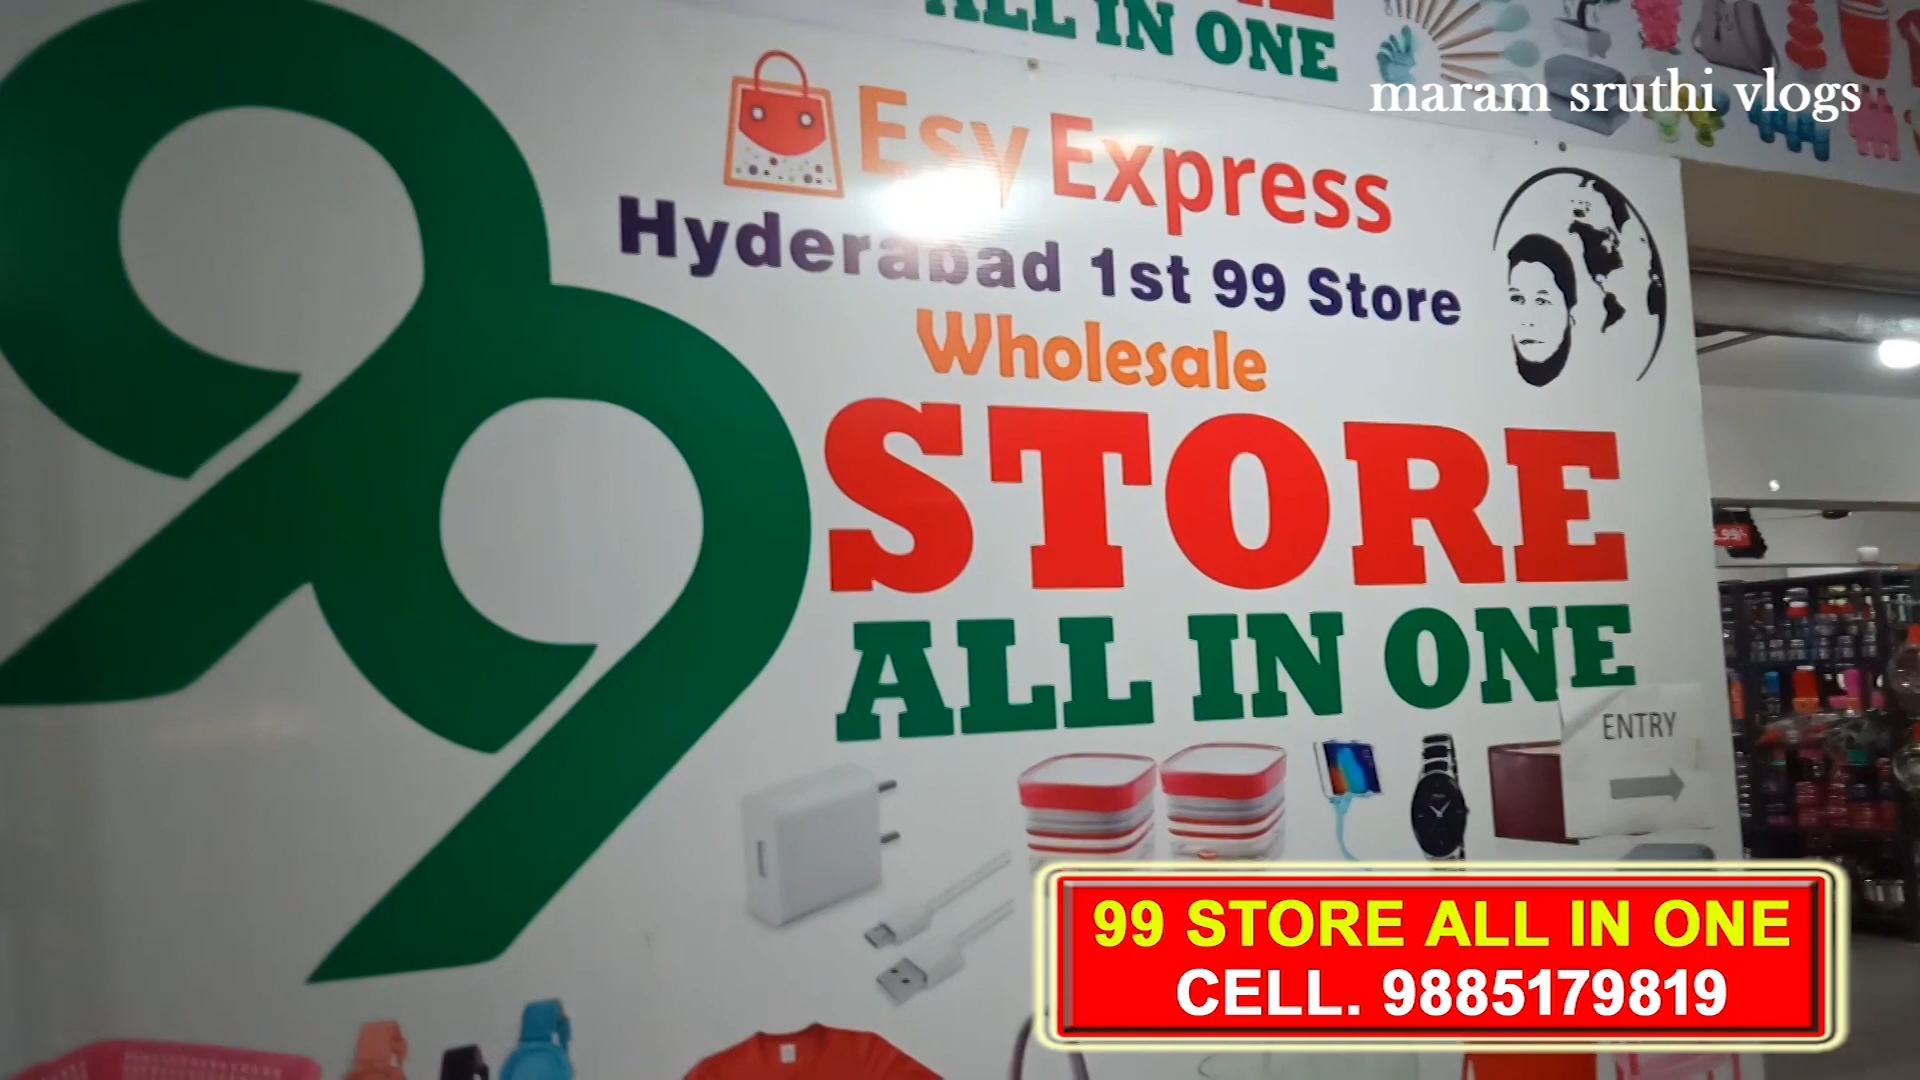 ALL IN ONE
maram sruthi vlogs
Esy Express
Hyderabad 1st 99 Store
Wholesale
99 STORE
ALL IN ONE
ENTRY
99 STORE ALL IN ONE
CELL. 9885179819